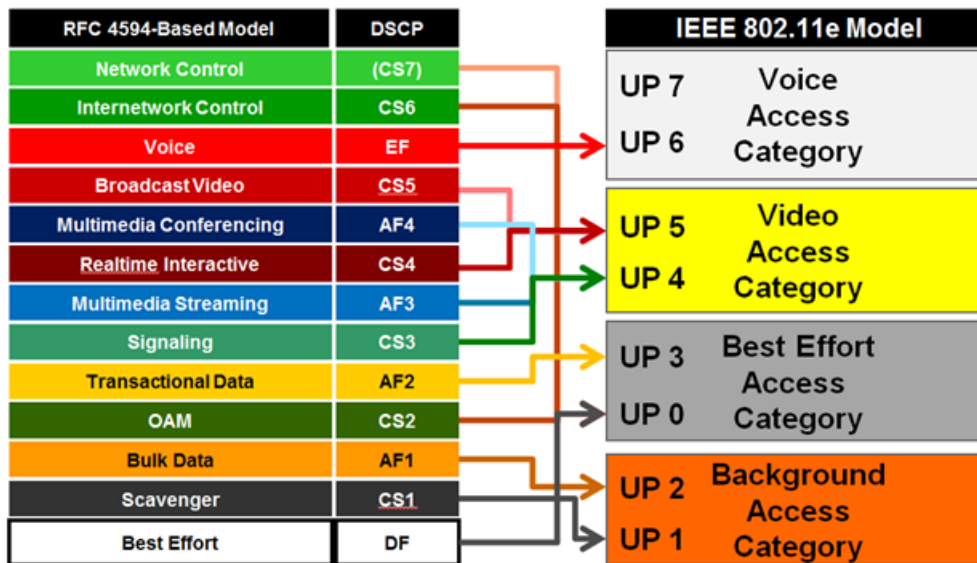 RFC 4594-Based Model DSCP
Network Control (CS7)
Internetwork Control CS6
Voice EF
Broadcast Video CS5
Multimedia Conferencing AF4
Realtime Interactive CS4
Multimedia Streaming AF3
Signaling CS3
Transactional Data AF2
OAM CS2
Bulk Data AF1
Scavenger CS1
Best Effort DF
IEEE 802.11e Model
UP 7
UP 6
Voice
Access
Category
UP 5
UP 4
Video
Access
Category
UP 3
UP 0
Best Effort
Access
Category
UP 2
UP 1
Background
Access
Category